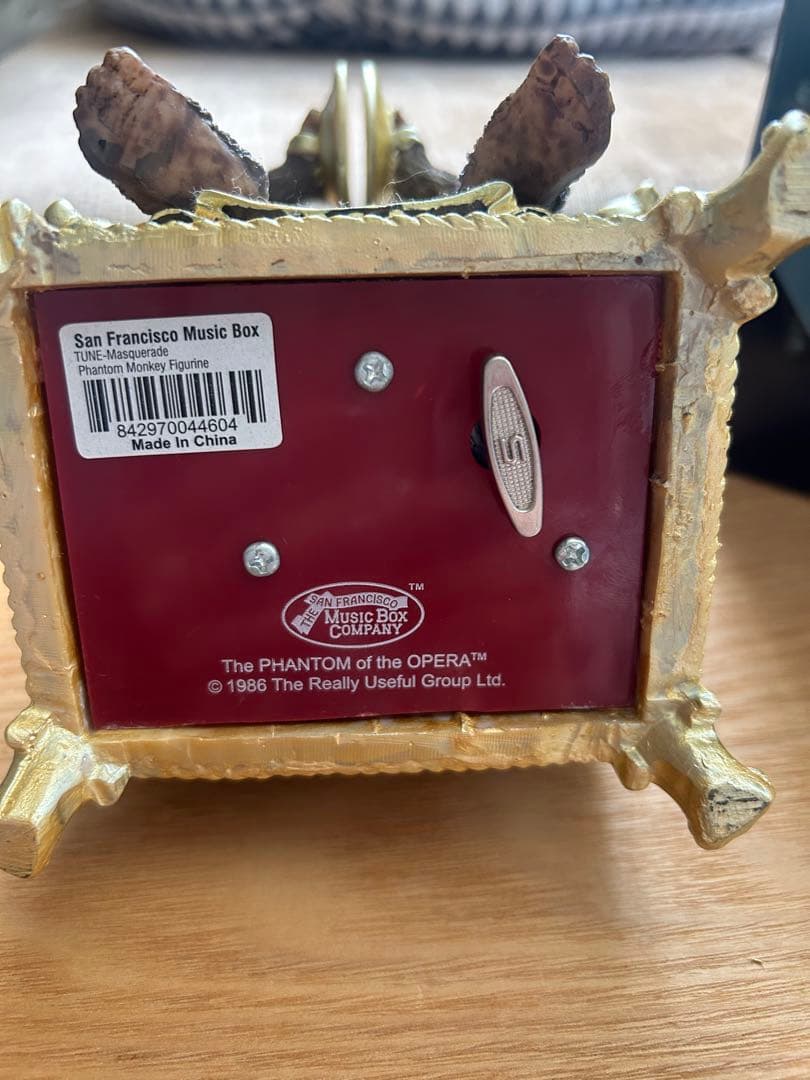 San Francisco Music Box
TUNE-Masquerade
Phantom Monkey Figurine
842970044604
Made In China
S
THE SAN FRANCISCO
MUSIC BOX
COMPANY
TM
The PHANTOM of the OPERA™
© 1986 The Really Useful Group Ltd.